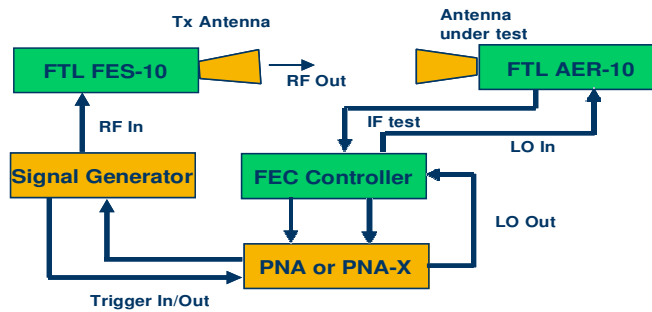 Tx Antenna
Antenna
under test
FTL FES-10
RF Out
FTL AER-10
RF In
IF test
LO In
Signal Generator
FEC Controller
LO Out
PNA or PNA-X
Trigger In/Out